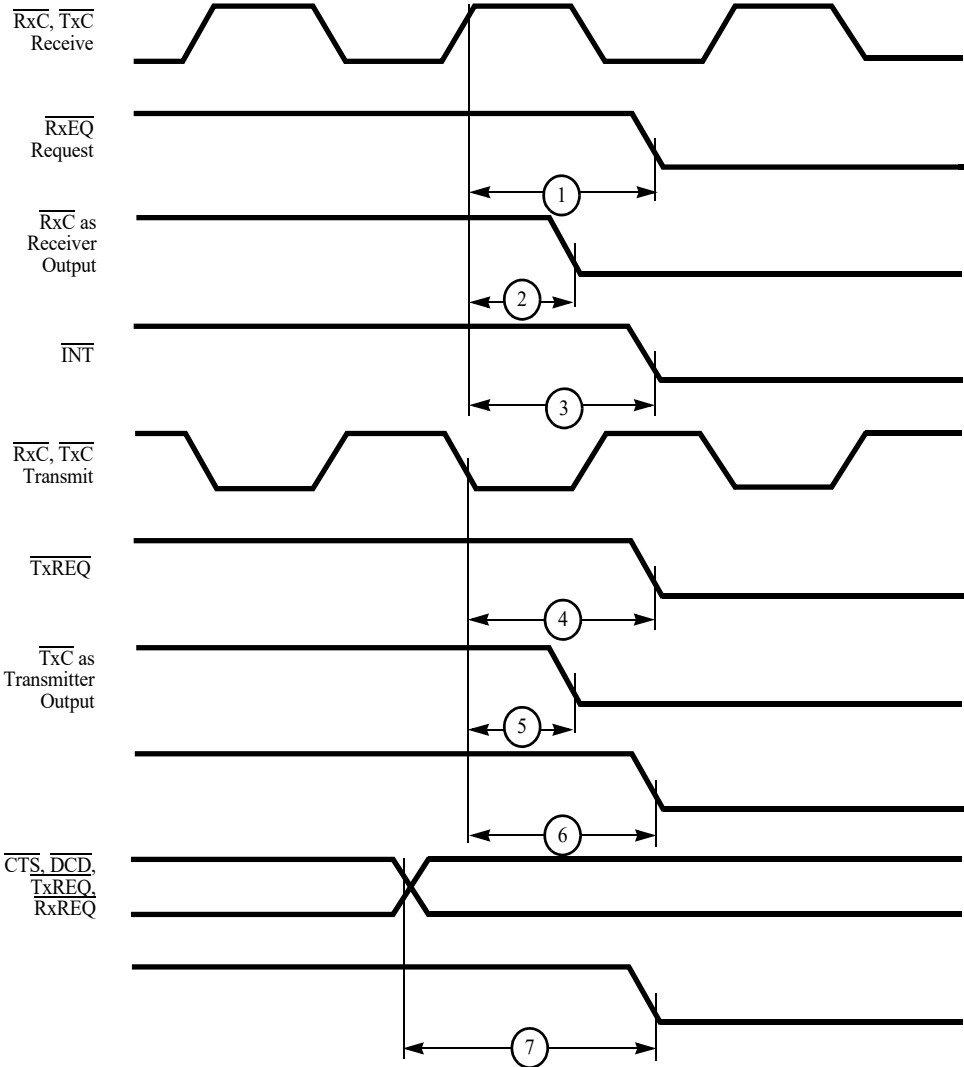 RxC, TxC
Receive
RxEQ
Request
1
RxC as
Receiver
Output
2
INT
3
RxC, TxC
Transmit
TxREQ
4
TxC as
Transmitter
Output
5
6
CTS, DCD,
TxREQ,
RxREQ
7